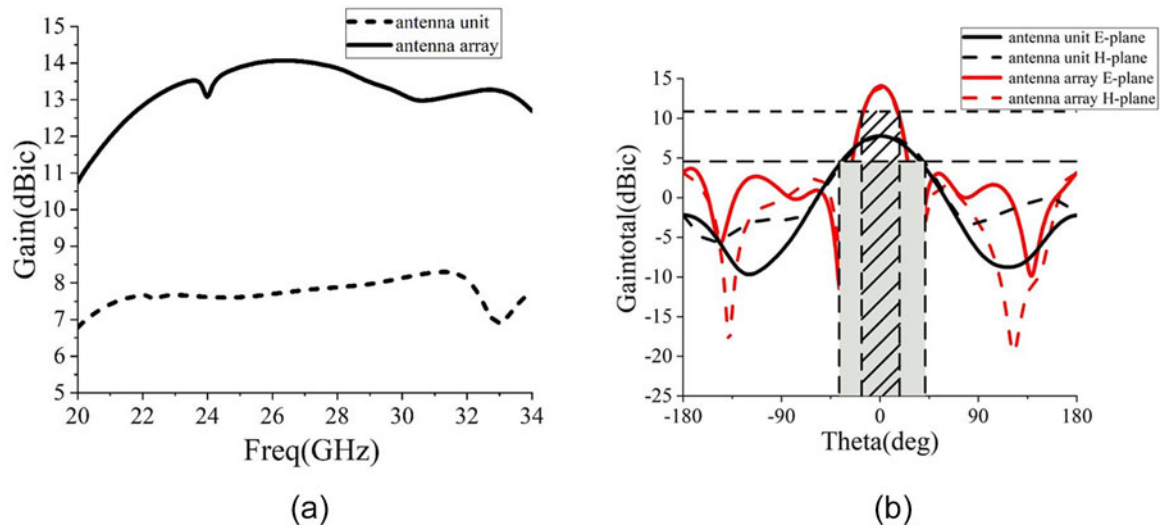 antenna unit
antenna array
15
14
13
12
11
10
9
8
7
6
5
Gain(dBic)
20 22 24 26 28 30 32 34
Freq(GHz)
(a)
antenna unit E-plane
antenna unit H-plane
antenna array E-plane
antenna array H-plane
15
10
5
0
-5
-10
-15
-20
-25
Gaintotal(dBic)
-180 -90 0 90 180
Theta(deg)
(b)